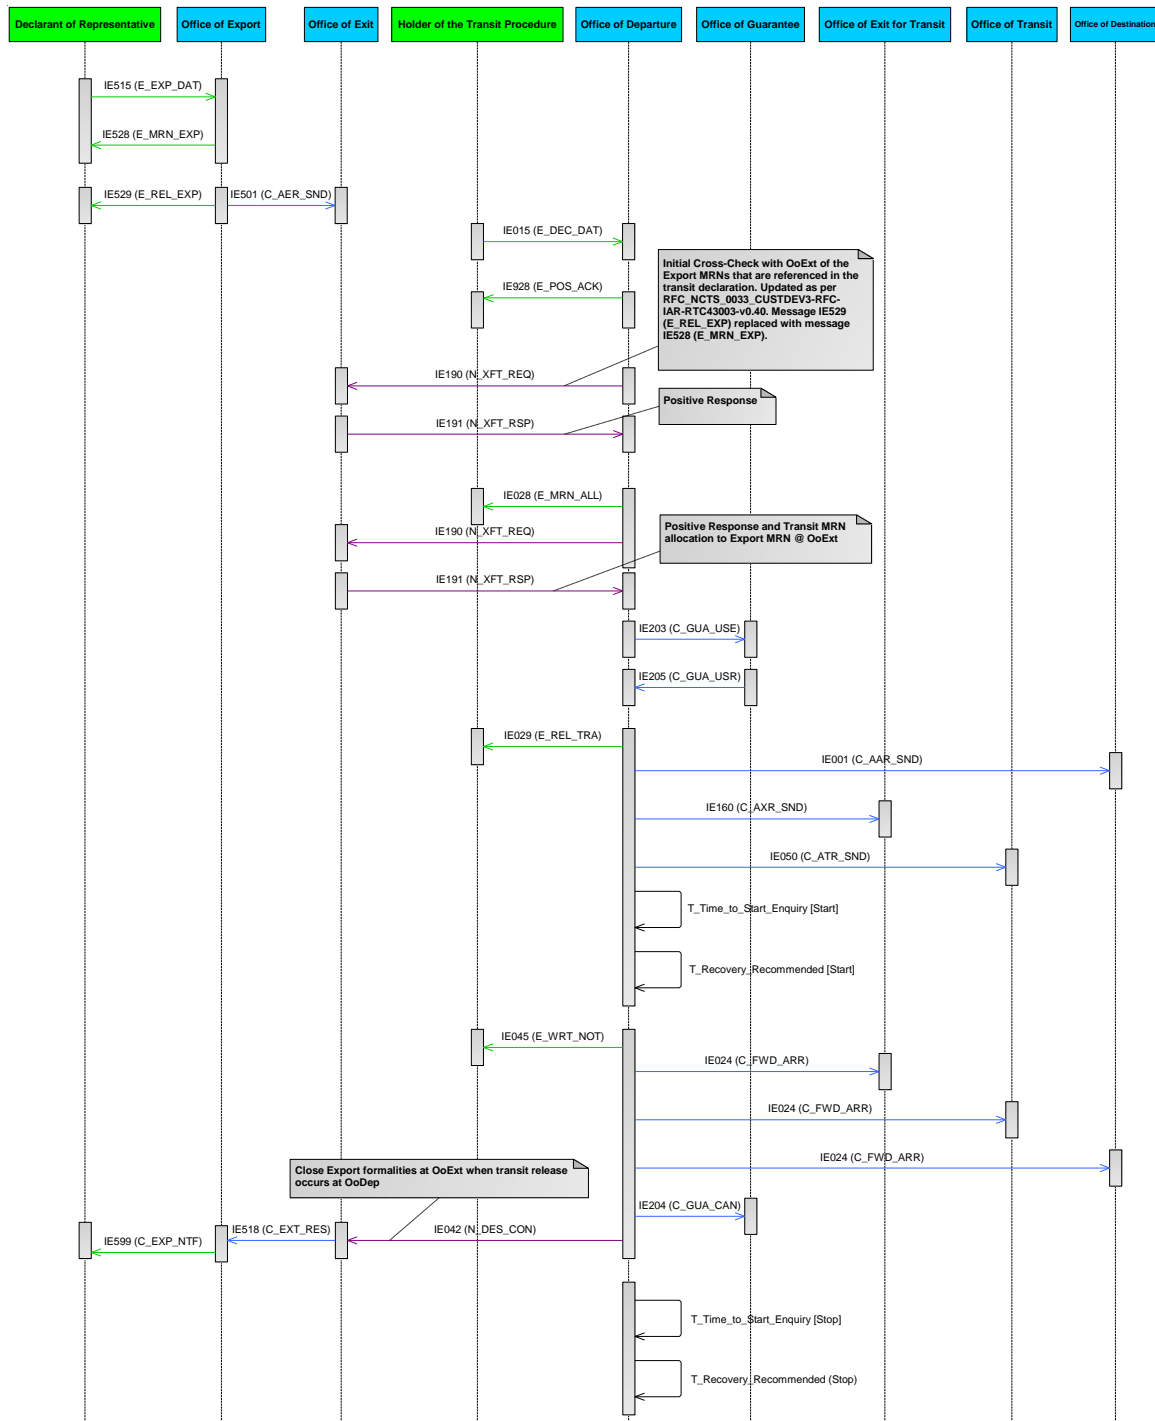 Declarant of Representative
Office of Export
Office of Exit
Holder of the Transit Procedure
Office of Departure
Office of Guarantee
Office of Exit for Transit
Office of Transit
Office of Destination
IE515 (E_EXP_DAT)
IE528 (E_MRN_EXP)
IE529 (E_REL_EXP)
IE501 (C_AER_SND)
IE015 (E_DEC_DAT)
Initial Cross-Check with OoExt of the
Export MRNs that are referenced in the
transit declaration. Updated as per
RFC_NCTS_0033_CUSTDEV3-RFC-
IAR-RTC43003-v0.40. Message IE529
(E_REL_EXP) replaced with message
IE528 (E_MRN_EXP).
IE928 (E_POS_ACK)
IE190 (N_XFT_REQ)
Positive Response
IE191 (N_XFT_RSP)
IE028 (E_MRN_ALL)
Positive Response and Transit MRN
allocation to Export MRN @ OoExt
IE190 (N_XFT_REQ)
IE191 (N_XFT_RSP)
IE203 (C_GUA_USE)
IE205 (C_GUA_USR)
IE029 (E_REL_TRA)
IE001 (C_AAR_SND)
IE160 (C_AXR_SND)
IE050 (C_ATR_SND)
T_Time_to_Start_Enquiry [Start]
T_Recovery_Recommended [Start]
IE045 (E_WRT_NOT)
IE024 (C_FWD_ARR)
IE024 (C_FWD_ARR)
IE024 (C_FWD_ARR)
Close Export formalities at OoExt when transit release
occurs at OoDep
IE204 (C_GUA_CAN)
IE599 (C_EXP_NTF)
IE518 (C_EXT_RES)
IE042 (N_DES_CON)
T_Time_to_Start_Enquiry [Stop]
T_Recovery_Recommended (Stop)